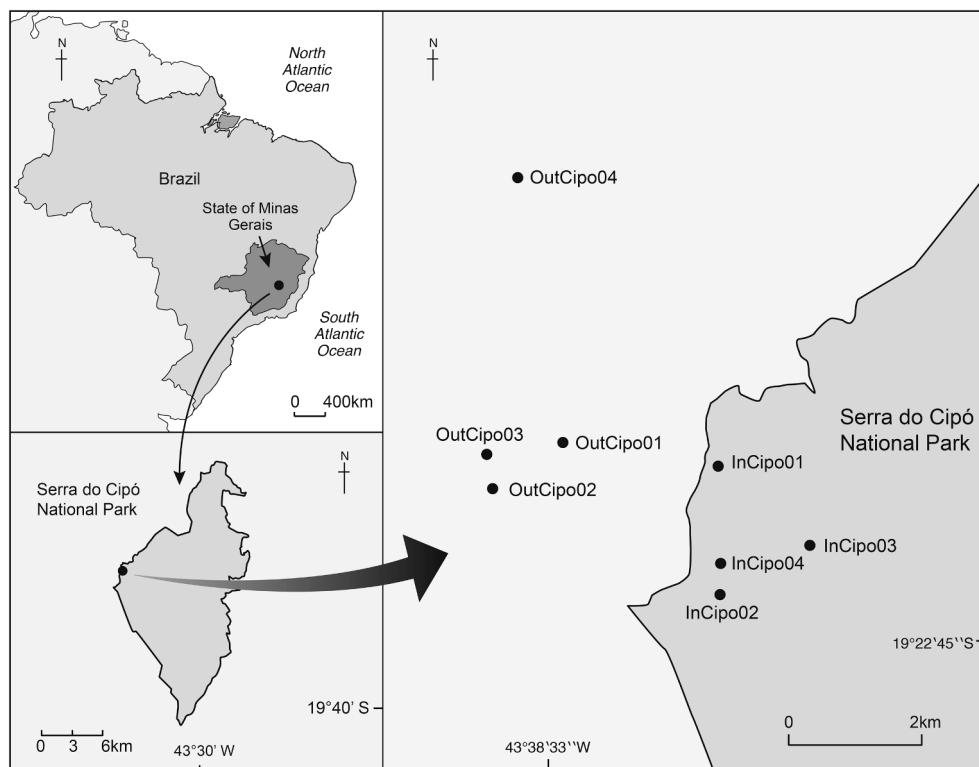 N
North
Atlantic
Ocean
Brazil
State of Minas
Gerais
South
Atlantic
Ocean
0 400km
N
Serra do Cipó
National Park
19°40' S
0 3 6km
43°30' W
N
OutCipo04
OutCipo03
OutCipo01
OutCipo02
Serra do Cipó
National Park
InCipo01
InCipo03
InCipo04
InCipo02
19°22'45''S
0 2km
43°38'33''W